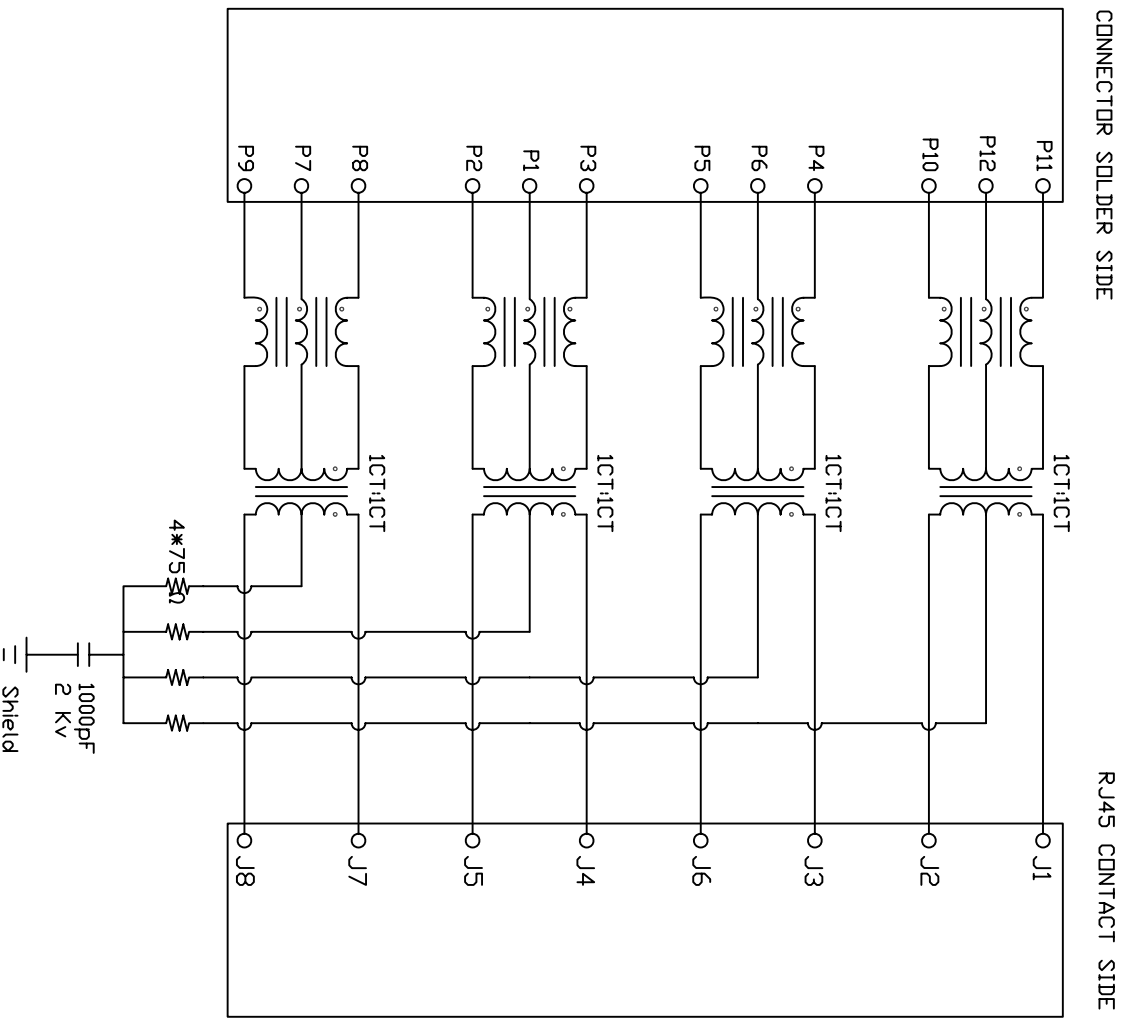 CONNECTOR SOLDER SIDE
RJ45 CONTACT SIDE
P11
P12
P10
P4
P6
P5
P3
P1
P2
P8
P7
P9
1CT:1CT
1CT:1CT
1CT:1CT
1CT:1CT
J1
J2
J3
J6
J4
J5
J7
J8
4*75Ω
1000pF
2 Kv
Shield